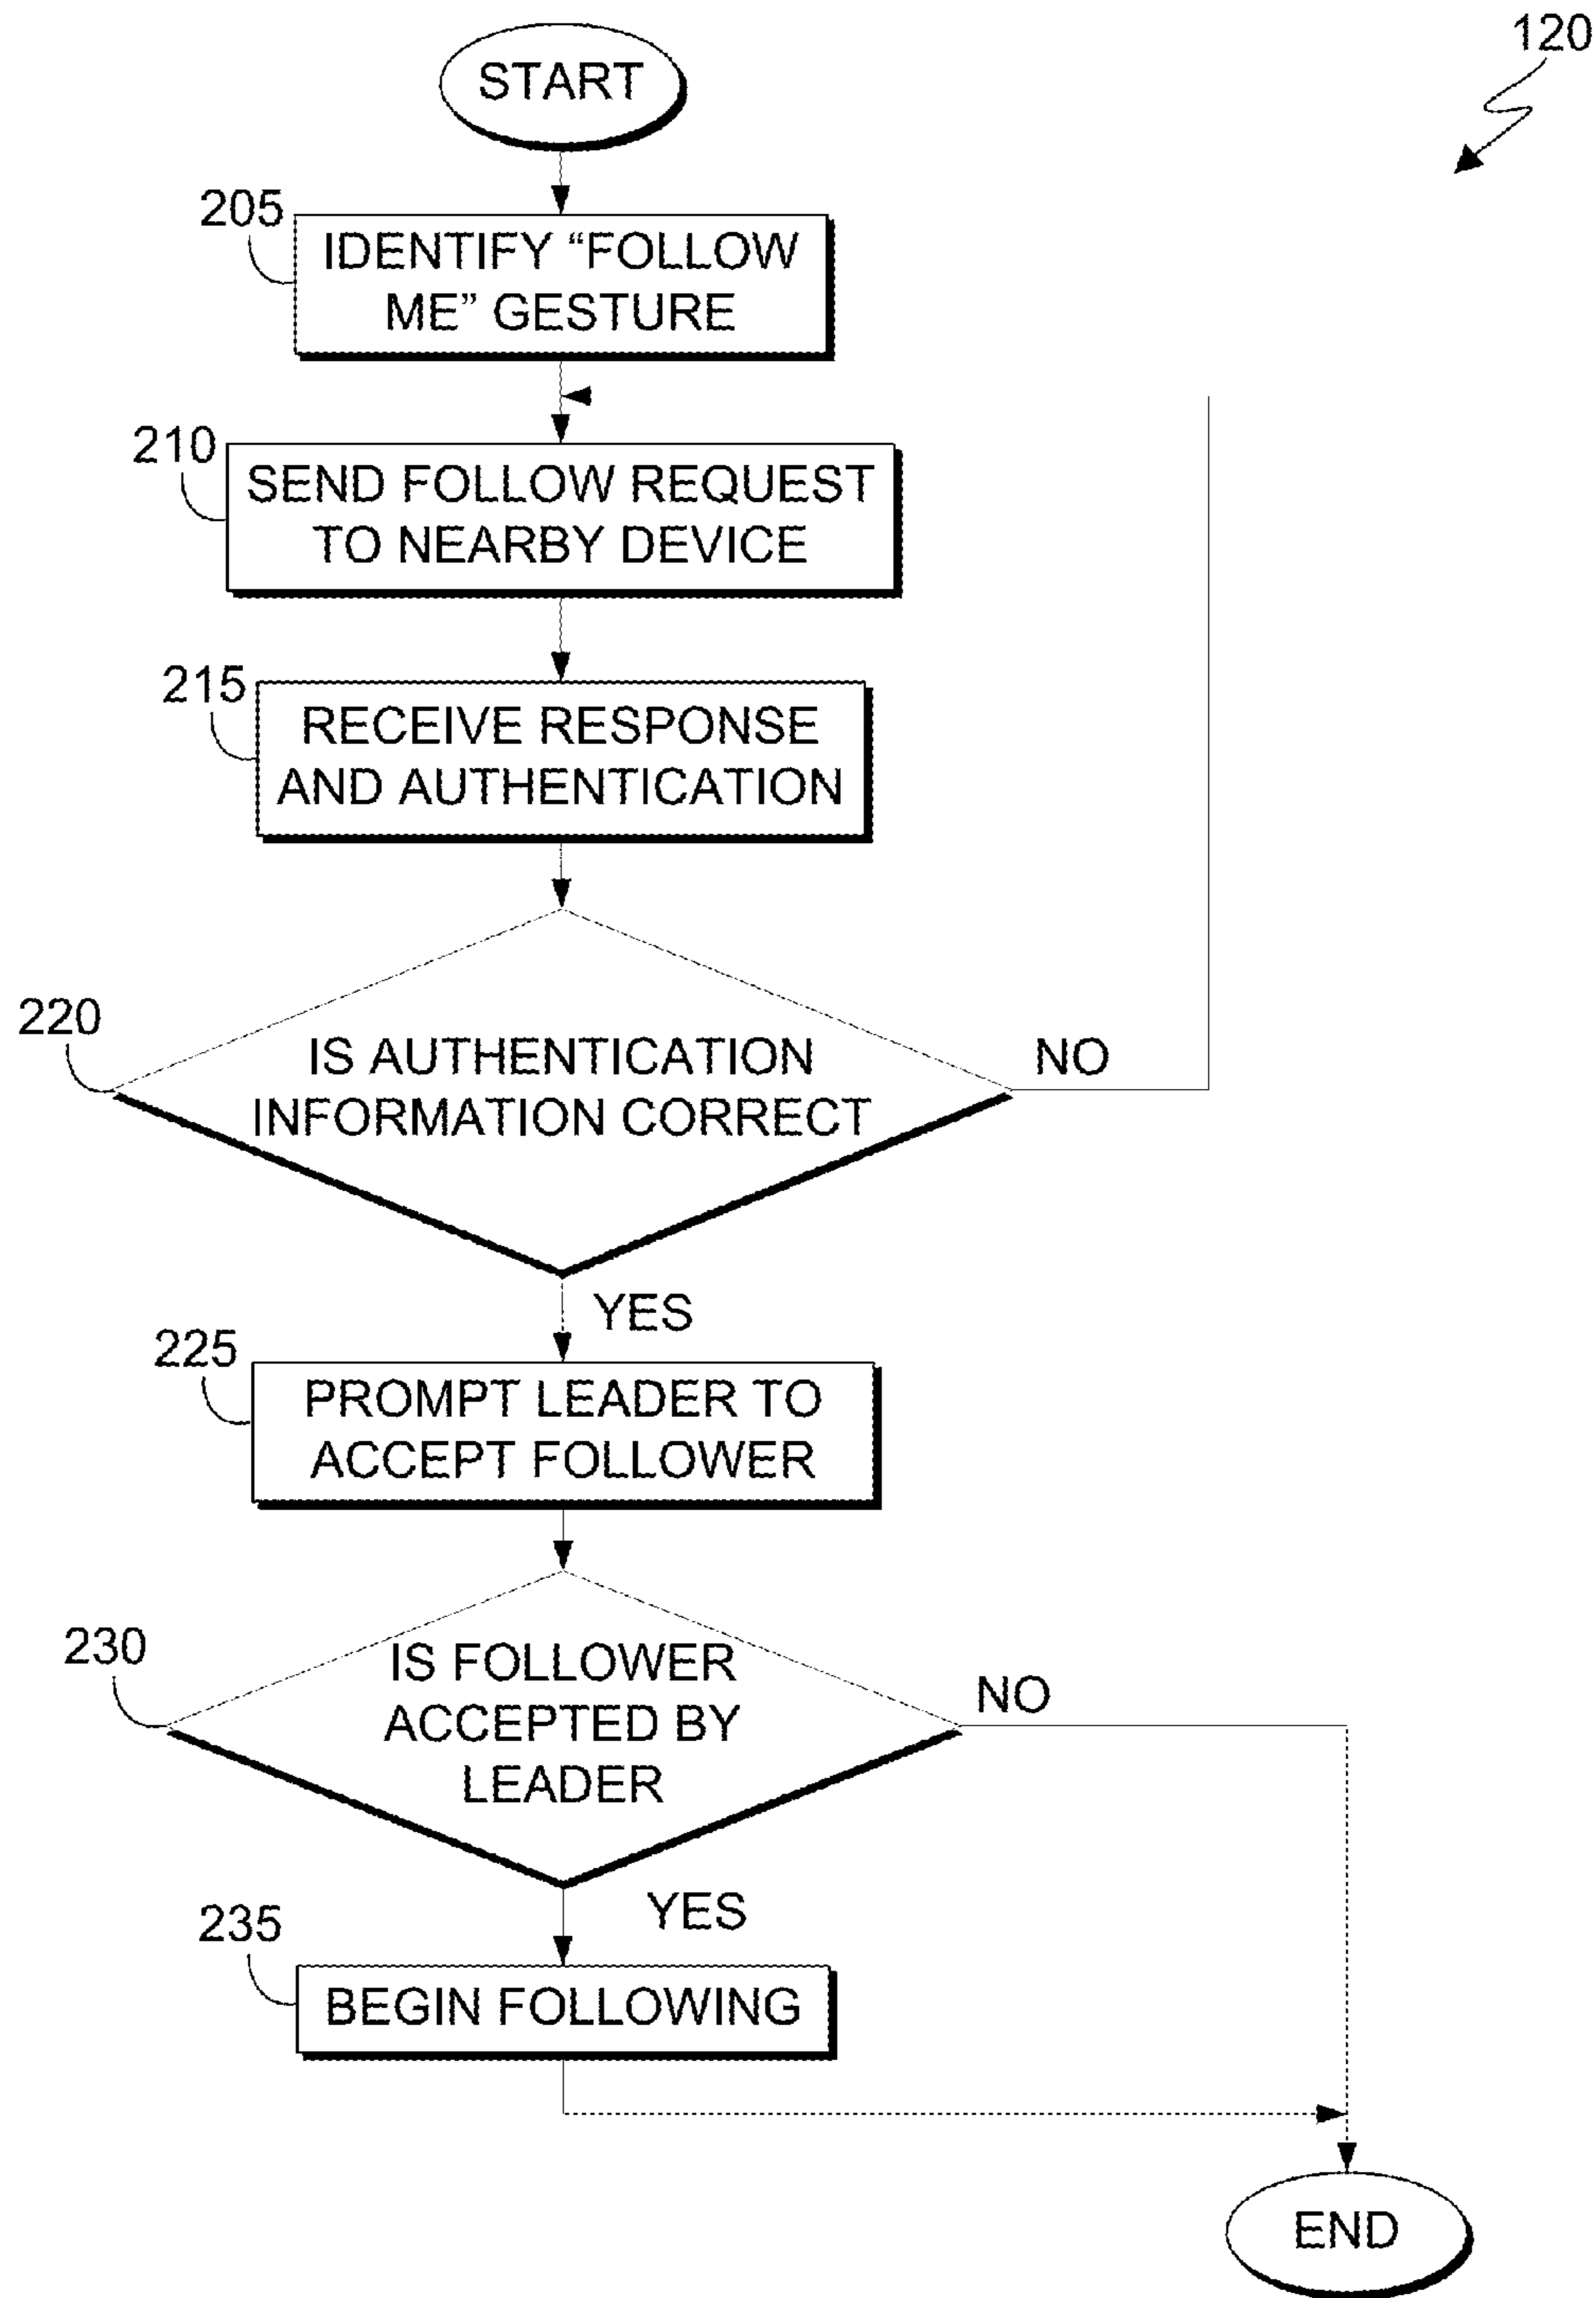 120
START
205
IDENTIFY “FOLLOW
ME” GESTURE
210
SEND FOLLOW REQUEST
TO NEARBY DEVICE
215
RECEIVE RESPONSE
AND AUTHENTICATION
220
IS AUTHENTICATION
INFORMATION CORRECT
NO
YES
225
PROMPT LEADER TO
ACCEPT FOLLOWER
230
IS FOLLOWER
ACCEPTED BY
LEADER
NO
YES
235
BEGIN FOLLOWING
END